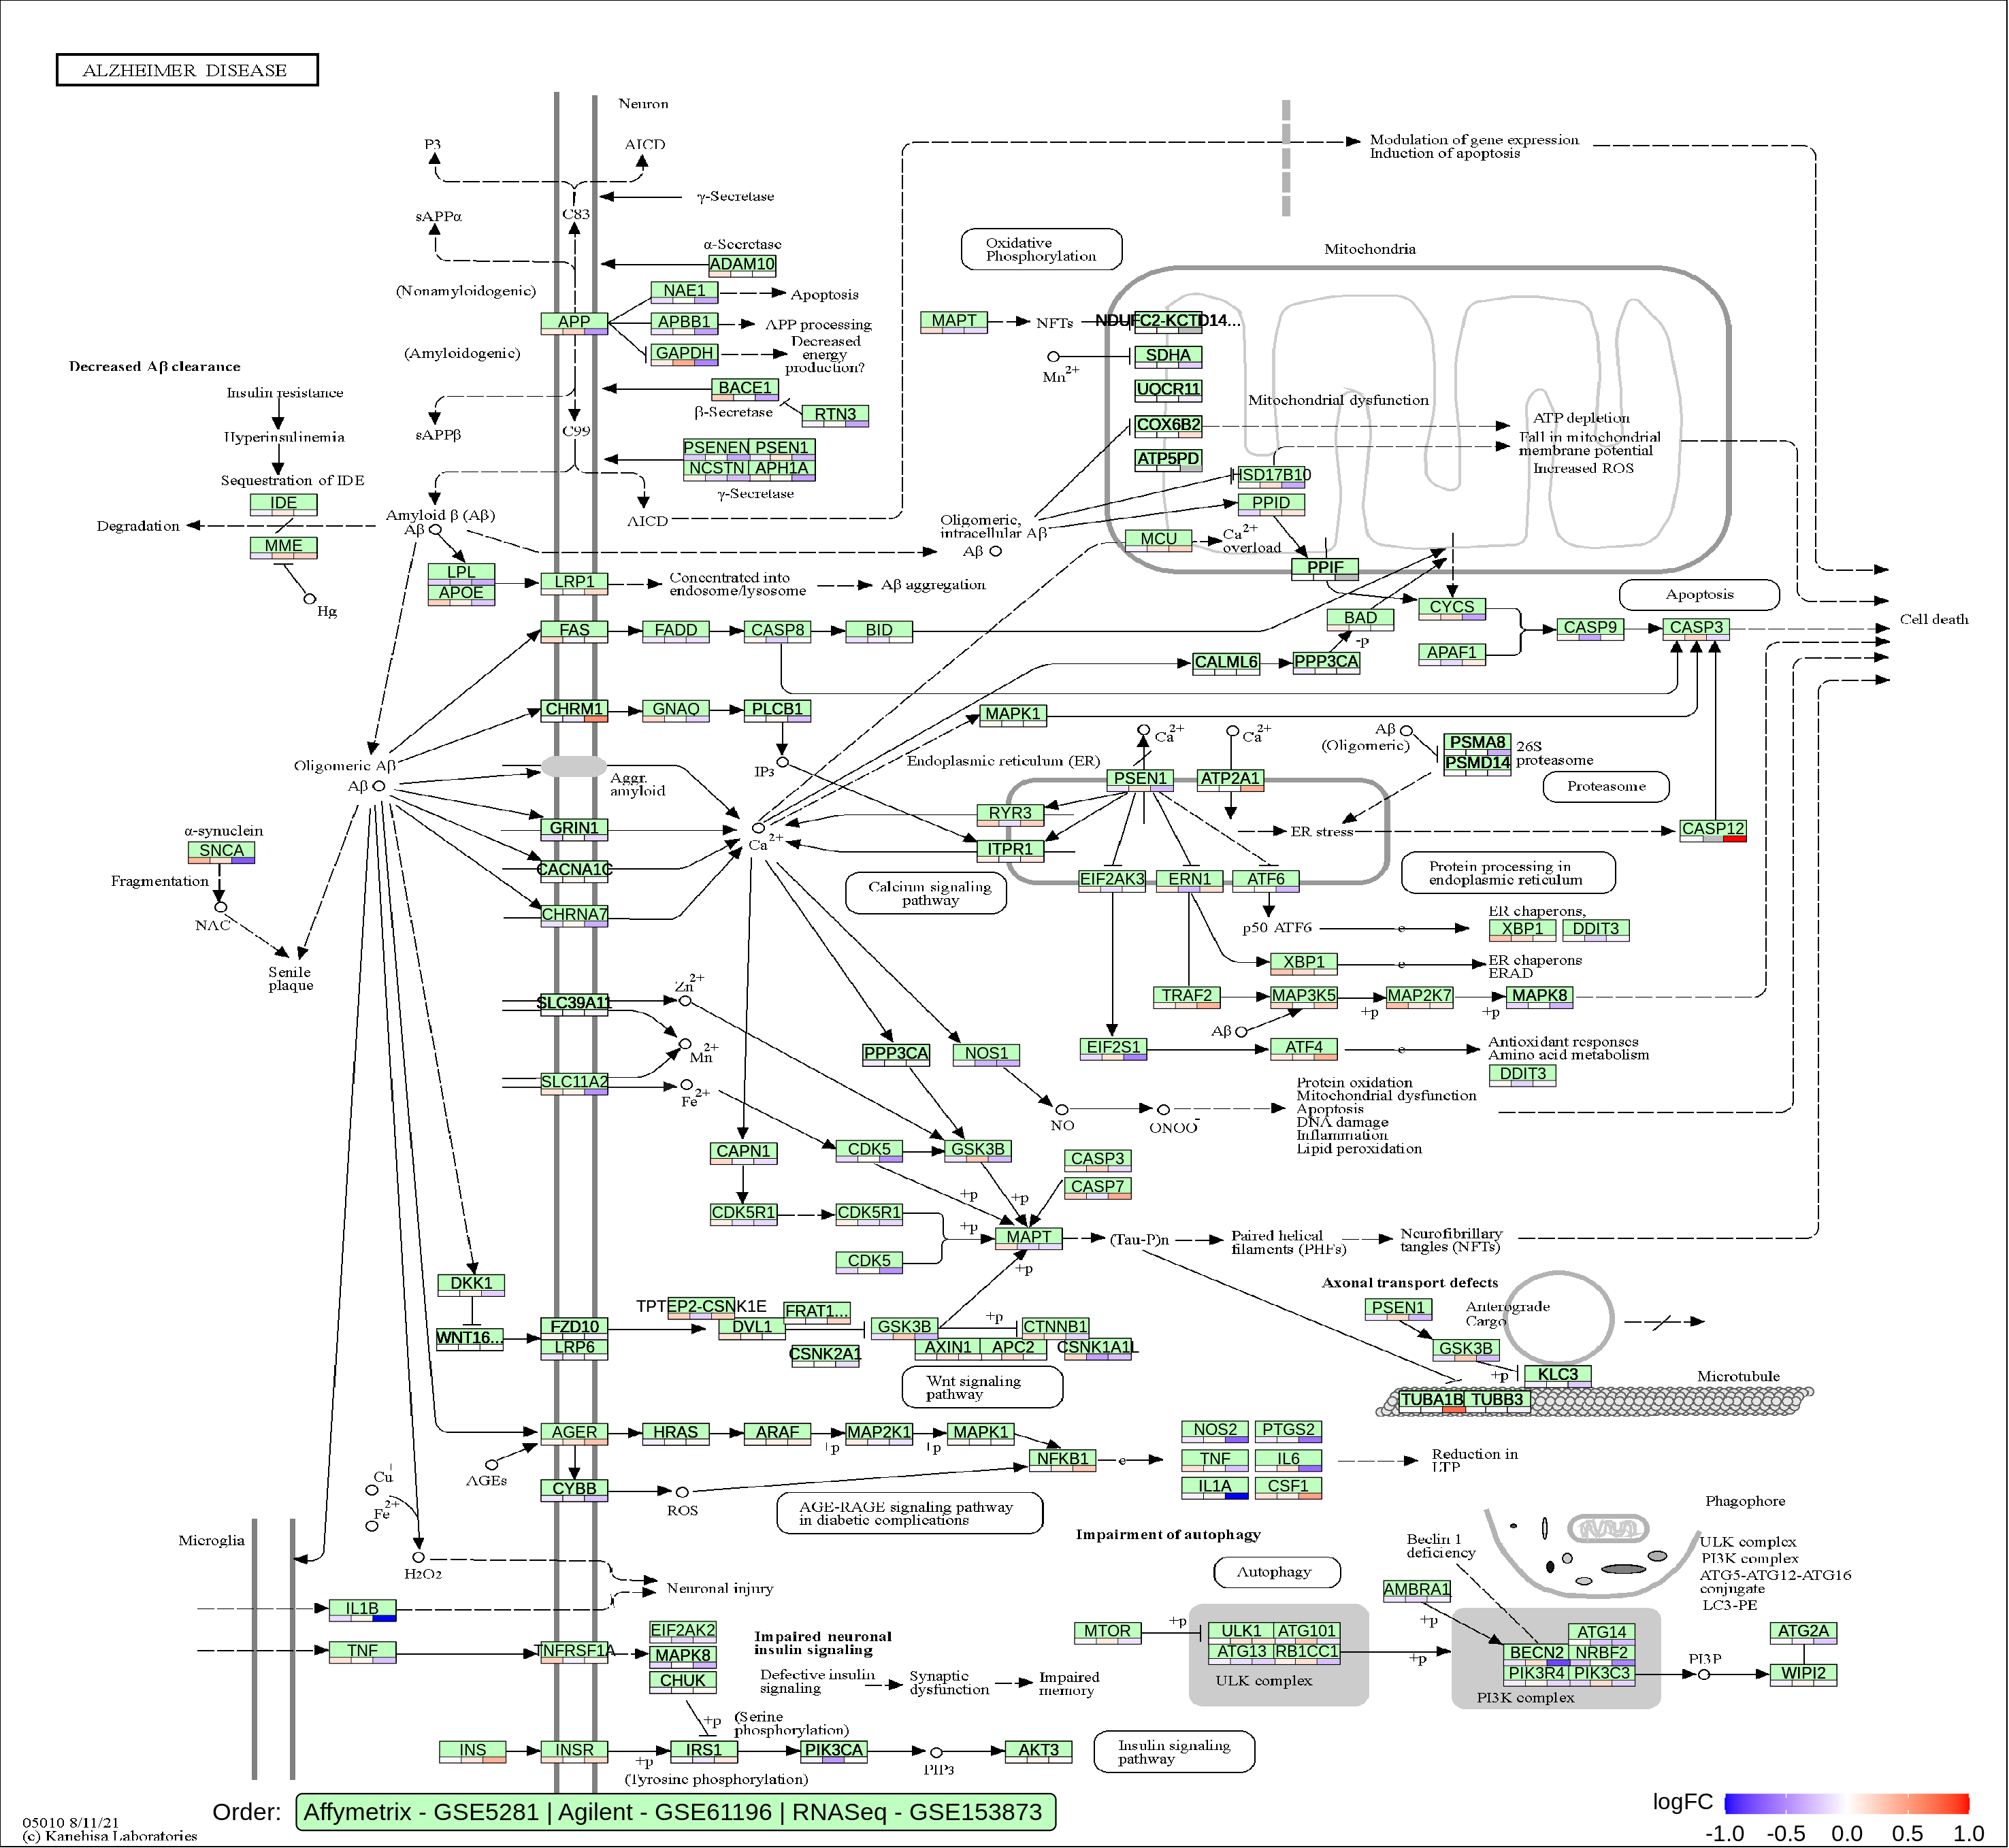 ALZHEIMER DISEASE
Neuron
P3
AICD
γ-Secretase
C83
sAPPα
α-Secretase
ADAM10
(Nonamyloidogenic)
NAE1
Apoptosis
APP
APBB1
APP processing
(Amyloidogenic)
GAPDH
Decreased
energy
production?
BACE1
β-Secretase
RTN3
sAPPβ
C99
PSENEN PSEN1
NCSTN APH1A
γ-Secretase
AICD
Modulation of gene expression
Induction of apoptosis
Oxidative
Phosphorylation
Mitochondria
MAPT
NFTs
NDUFC2-KCTD14...
Mn2+
SDHA
UQCR11
COX6B2
ATP5PD
Mitochondrial dysfunction
ATP depletion
Fall in mitochondrial
membrane potential
Increased ROS
HSD17B10
PPID
MCU
Ca2+
overload
PPIF
Decreased Aβ clearance
Insulin resistance
Hyperinsulinemia
Sequestration of IDE
IDE
Degradation
MME
Hg
Amyloid β (Aβ)
Aβ
Oligomeric,
intracellular Aβ
Aβ
LPL
APOE
LRP1
Concentrated into
endosome/lysosome
Aβ aggregation
FAS
FADD
CASP8
BID
BAD
-p
CYCS
APAF1
CASP9
CASP3
Apoptosis
Cell death
CALML6
PPP3CA
CHRM1
GNAQ
PLCB1
IP3
MAPK1
Oligomeric Aβ
Aβ
Aggr.
amyloid
Endoplasmic reticulum (ER)
Ca2+
Ca2+
Aβ
(Oligomeric)
PSMA8
PSMD14
26S
proteasome
Proteasome
PSEN1
ATP2A1
RYR3
ITPR1
ER stress
CASP12
α-synuclein
SNCA
Fragmentation
NAC
Senile
plaque
GRIN1
CACNA1C
CHRNA7
Ca2+
Calcium signaling
pathway
EIF2AK3
ERN1
ATF6
Protein processing in
endoplasmic reticulum
p50 ATF6
e
ER chaperons,
XBP1
DDIT3
XBP1
e
ER chaperons
ERAD
TRAF2
MAP3K5
MAP2K7
MAPK8
+p
+p
Aβ
SLC39A11
Zn2+
Mn2+
SLC11A2
Fe2+
PPP3CA
NOS1
EIF2S1
ATF4
e
Antioxidant responses
Amino acid metabolism
DDIT3
NO
ONOO-
Protein oxidation
Mitochondrial dysfunction
Apoptosis
DNA damage
Inflammation
Lipid peroxidation
CAPN1
CDK5
GSK3B
CASP3
CASP7
CDK5R1
CDK5R1
CDK5
+p
+p
+p
+p
MAPT
(Tau-P)n
Paired helical
filaments (PHFs)
Neurofibrillary
tangles (NFTs)
DKK1
WNT16...
FZD10
LRP6
TPTEP2-CSNK1E
DVL1
FRAT1...
CSNK2A1
GSK3B
+p
CTNNB1
AXIN1 APC2
CSNK1A1L
Wnt signaling
pathway
Axonal transport defects
PSEN1
Anterograde
Cargo
GSK3B
+p
KLC3
Microtubule
TUBA1B TUBB3
AGER
HRAS
ARAF
MAP2K1
MAPK1
+p
+p
AGEs
NFKB1
e
CYBB
ROS
AGE-RAGE signaling pathway
in diabetic complications
NOS2
PTGS2
TNF
IL6
IL1A
CSF1
Reduction in
LTP
Cu+
Fe2+
H2O2
Microglia
Neuronal injury
IL1B
TNF
TNFRSF1A
EIF2AK2
MAPK8
CHUK
Impaired neuronal
insulin signaling
Defective insulin
signaling
Synaptic
dysfunction
Impaired
memory
+p
(Serine
phosphorylation)
INS
INSR
+p
(Tyrosine phosphorylation)
IRS1
PIK3CA
PIP3
AKT3
Insulin signaling
pathway
Impairment of autophagy
Autophagy
MTOR
+p
ULK1 ATG101
ATG13 RB1CC1
ULK complex
+p
Beclin 1
deficiency
AMBRA1
+p
ATG14
BECN2 NRBF2
PIK3R4 PIK3C3
PI3K complex
PI3P
ATG2A
WIPI2
Phagophore
ULK complex
PI3K complex
ATG5-ATG12-ATG16
conjugate
LC3-PE
05010 8/11/21
(c) Kanehisa Laboratories
Order: Affymetrix - GSE5281 | Agilent - GSE61196 | RNASeq - GSE153873
logFC
-1.0 -0.5 0.0 0.5 1.0